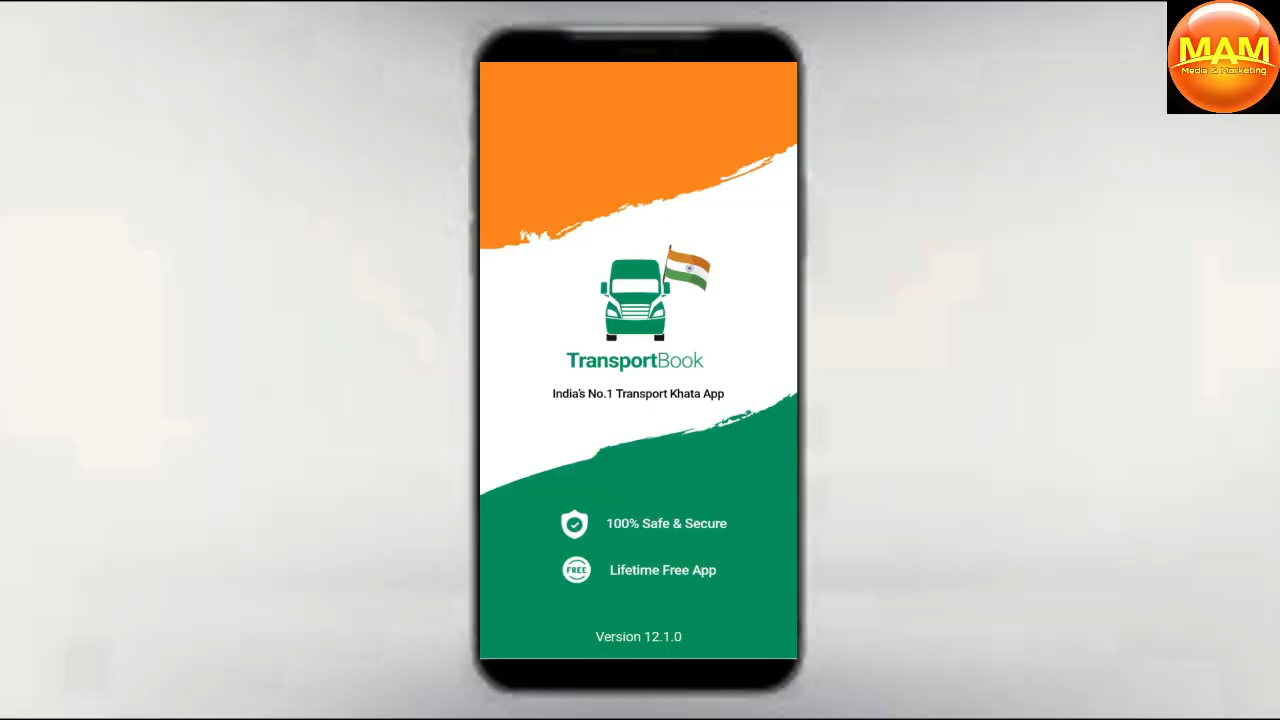 MAM
Media & Marketing
TransportBook
India's No.1 Transport Khata App
100% Safe & Secure
FREE
Lifetime Free App
Version 12.1.0